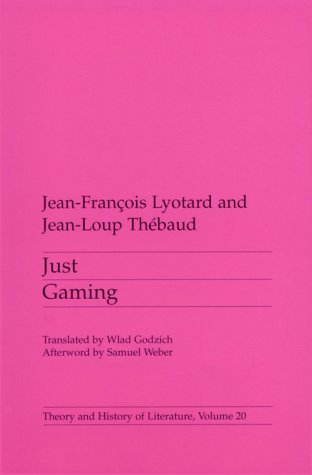 Jean-François Lyotard and
Jean-Loup Thébaud
Just
Gaming
Translated by Wlad Godzich
Afterword by Samuel Weber
Theory and History of Literature, Volume 20